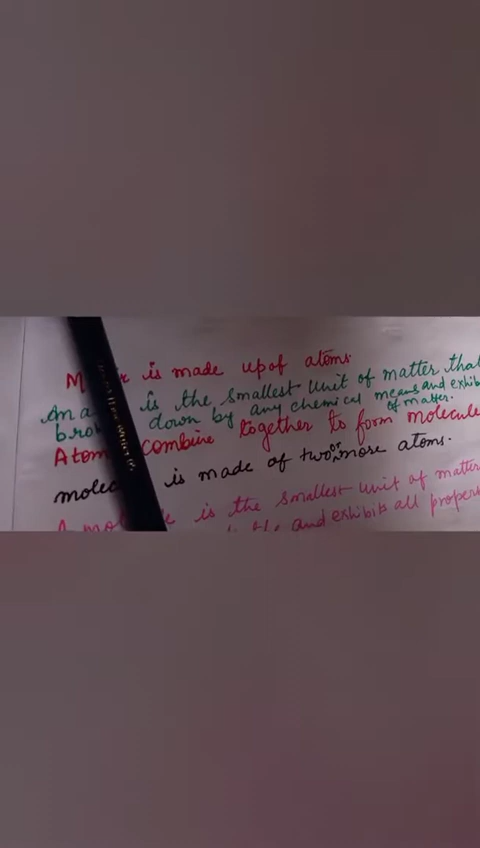 is made up of atoms.
is the smallest unit of matter that
down by any chemical means and exhib
of matter.
Atom combine together to form molecule
molec is made of two or more atoms.
A mol is the smallest unit of matter
and exhibits all proper